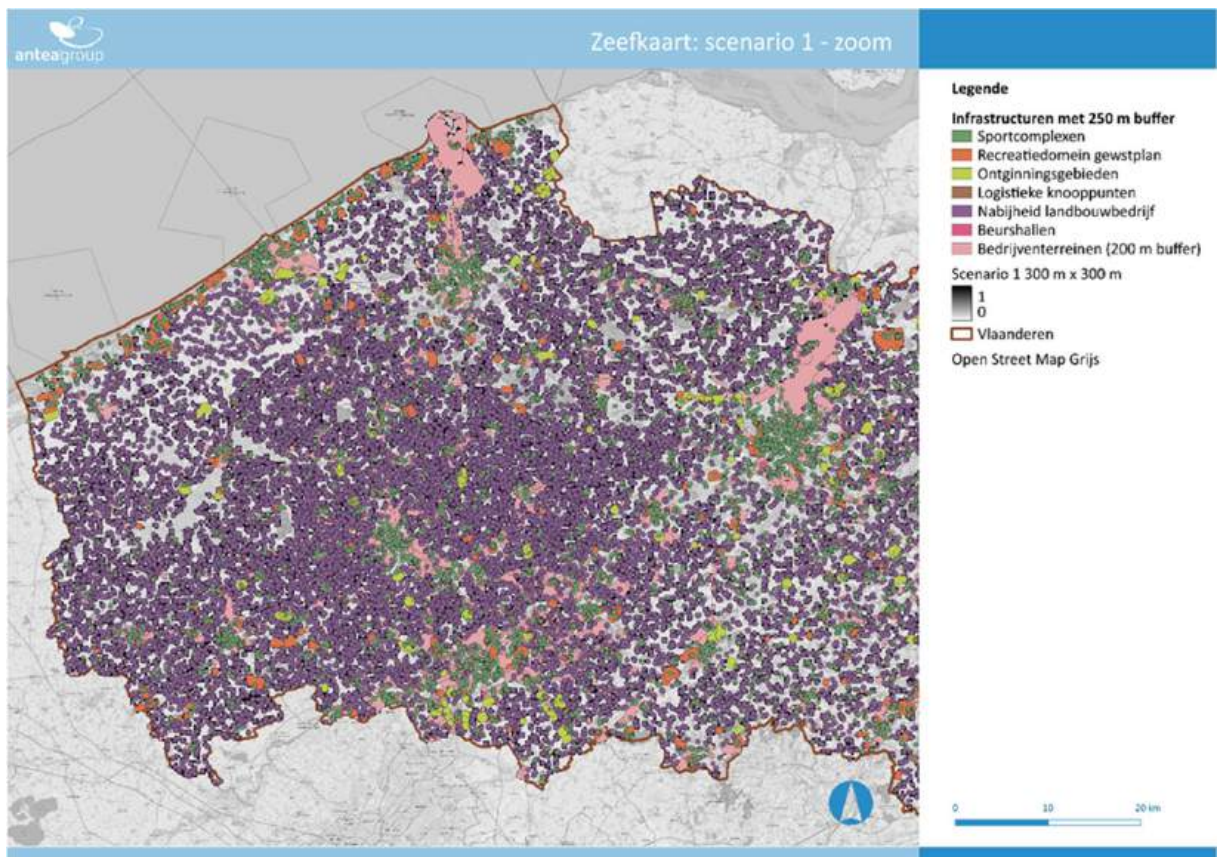 anteagroup
Zeefkaart: scenario 1 - zoom
Legende
Infrastructuren met 250 m buffer
Sportcomplexen
Recreatiedomein gewstplan
Ontginningsgebieden
Logistieke knooppunten
Nabijheid landbouwbedrijf
Beurshallen
Bedrijventerreinen (200 m buffer)
Scenario 1 300 m x 300 m
1
0
Vlaanderen
Open Street Map Grijs
0 10 20 km